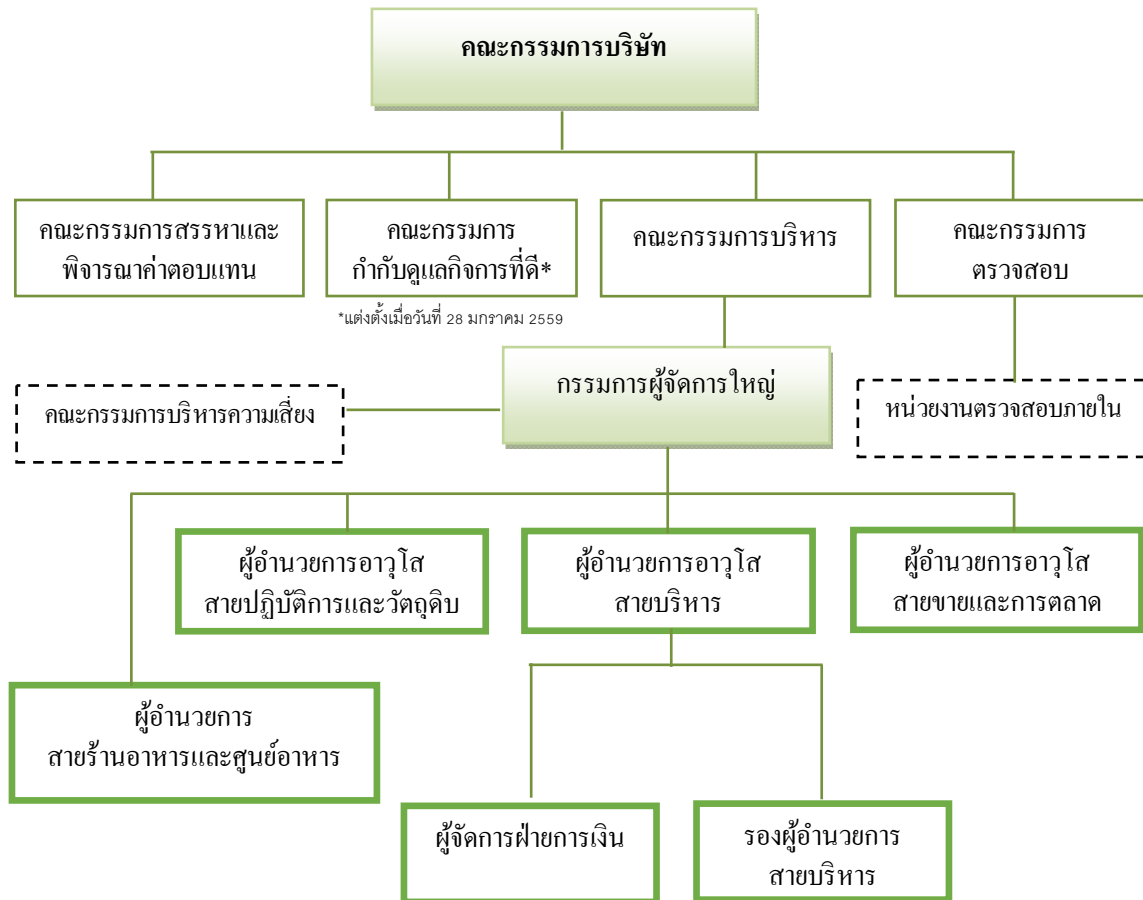 คณะกรรมการบริษัท
คณะกรรมการสรรหาและ
พิจารณาค่าตอบแทน
คณะกรรมการ
กำกับดูแลกิจการที่ดี*
*แต่งตั้งเมื่อวันที่ 28 มกราคม 2559
คณะกรรมการบริหาร
คณะกรรมการ
ตรวจสอบ
กรรมการผู้จัดการใหญ่
คณะกรรมการบริหารความเสี่ยง
หน่วยงานตรวจสอบภายใน
ผู้อำนวยการอาวุโส
สายปฏิบัติการและวัตถุดิบ
ผู้อำนวยการอาวุโส
สายบริหาร
ผู้อำนวยการอาวุโส
สายขายและการตลาด
ผู้อำนวยการ
สายร้านอาหารและศูนย์อาหาร
ผู้จัดการฝ่ายการเงิน
รองผู้อำนวยการ
สายบริหาร